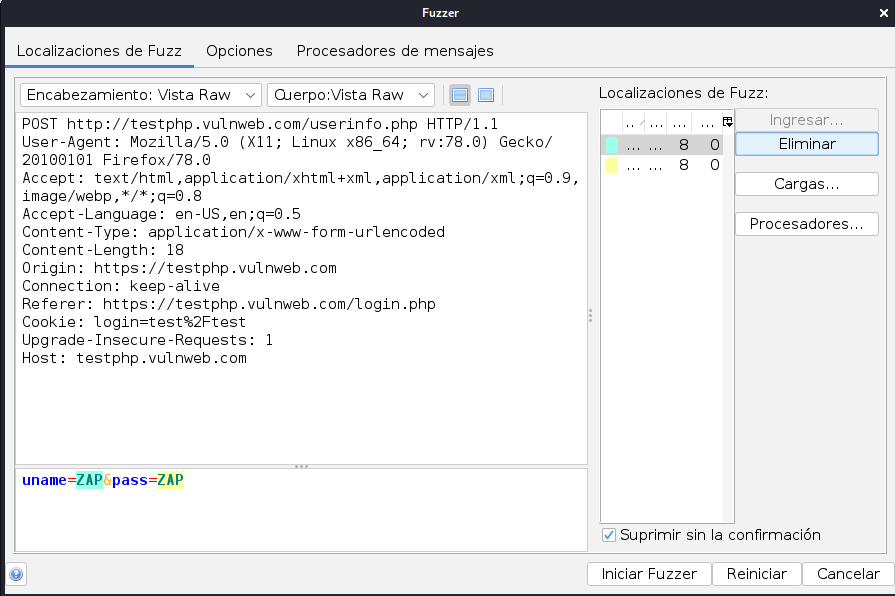 Fuzzer
Localizaciones de Fuzz Opciones Procesadores de mensajes
Encabezamiento: Vista Raw Cuerpo:Vista Raw
POST http://testphp.vulnweb.com/userinfo.php HTTP/1.1
User-Agent: Mozilla/5.0 (X11; Linux x86_64; rv:78.0) Gecko/
20100101 Firefox/78.0
Accept: text/html,application/xhtml+xml,application/xml;q=0.9,
image/webp,*/*;q=0.8
Accept-Language: en-US,en;q=0.5
Content-Type: application/x-www-form-urlencoded
Content-Length: 18
Origin: https://testphp.vulnweb.com
Connection: keep-alive
Referer: https://testphp.vulnweb.com/login.php
Cookie: login=test%2Ftest
Upgrade-Insecure-Requests: 1
Host: testphp.vulnweb.com
uname=ZAP&pass=ZAP
Localizaciones de Fuzz:
.. ... ... ...
... ... 8 0
... ... 8 0
Ingresar...
Eliminar
Cargas...
Procesadores...
Suprimir sin la confirmación
Iniciar Fuzzer Reiniciar Cancelar